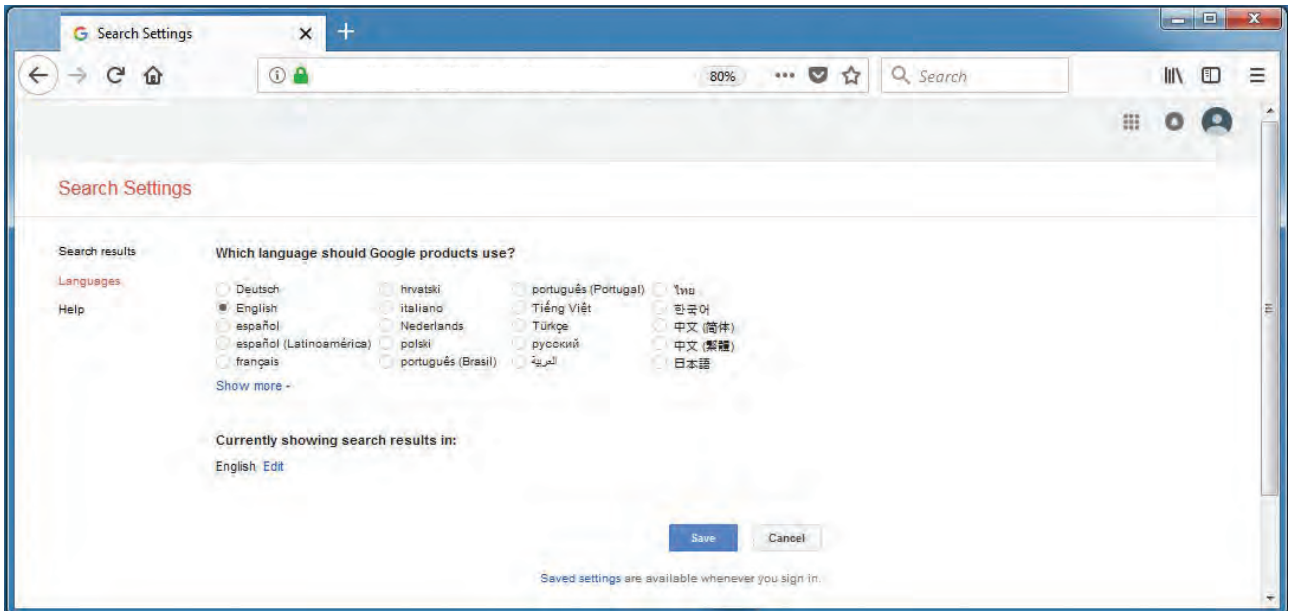 Search Settings
80%
Search
Search Settings
Search results
Languages
Help
Which language should Google products use?
Deutsch hrvatski português (Portugal) ไทย
English italiano Tiếng Việt 한국어
español Nederlands Türkçe 中文 (简体)
español (Latinoamérica) polski русский 中文 (繁體)
français português (Brasil) العربية 日本語
Show more -
Currently showing search results in:
English Edit
Save Cancel
Saved settings are available whenever you sign in.